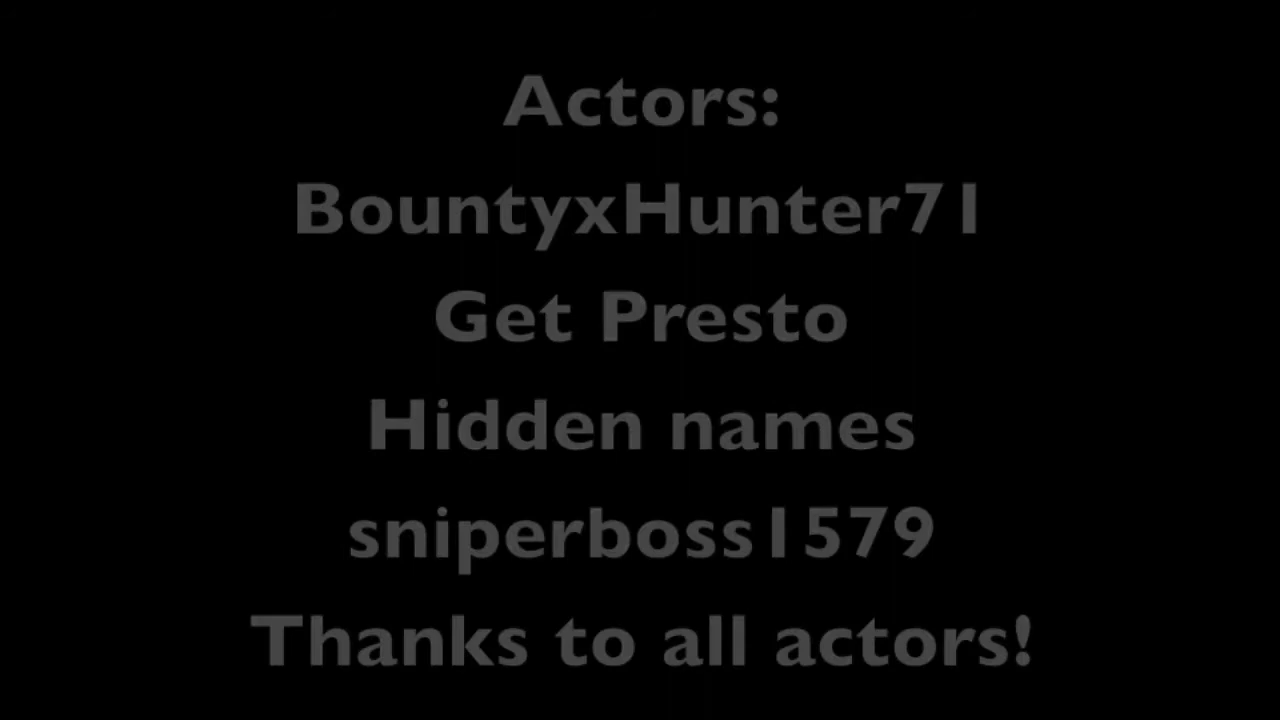 Actors:
BountyxHunter71
Get Presto
Hidden names
sniperboss1579
Thanks to all actors!